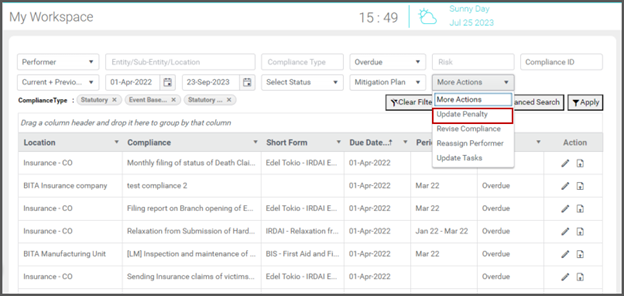 My Workspace
15 : 49
Sunny Day
Jul 25 2023
Performer Entity/Sub-Entity/Location Compliance Type Overdue Risk Compliance ID
Current + Previo... 01-Apr-2022 23-Sep-2023 Select Status Mitigation Plan More Actions
ComplianceType : Statutory Event Base... Statutory ... Clear Filte anced Search Apply
More Actions
Update Penalty
Revise Compliance
Reassign Performer
Update Tasks
Drag a column header and drop it here to group by that column
Location Compliance Short Form Due Date... Perio Action
Insurance - CO Monthly filing of status of Death Clai... Edel Tokio - IRDAI E... 01-Apr-2022 Overdue
BITA Insurance company test compliance 2 01-Apr-2022 Mar 22 Overdue
Insurance - CO Filing report on Branch opening of E... Edel Tokio - IRDAI E... 01-Apr-2022 Mar 22 Overdue
Insurance - CO Relaxation from Submission of Hard... IRDAI - Relaxation fr... 01-Apr-2022 Jan 22 - Mar 22 Overdue
BITA Manufacturing Unit [LM] Inspection and maintenance of ... BIS - First Aid and Fi... 01-Apr-2022 Mar 22 Overdue
Insurance - CO Sending Insurance claims of victims... Edel Tokio - IRDAI E... 01-Apr-2022 Overdue